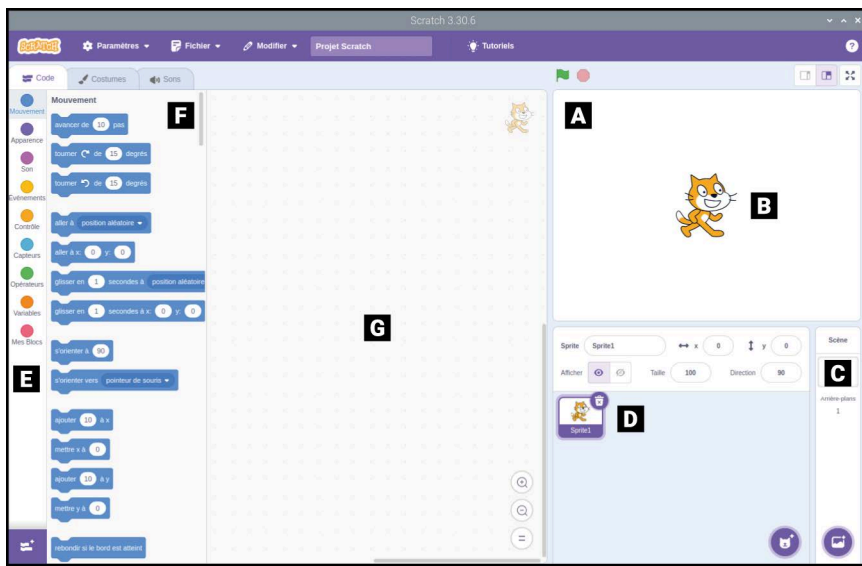 Scratch 3.30.6
SCRATCH Paramètres Fichier Modifier Projet Scratch Tutoriels ?
Code Costumes Sons
Mouvement
Apparence
Son
Événements
Contrôle
Capteurs
Opérateurs
Variables
Mes Blocs
E
Mouvement
F
avancer de 10 pas
tourner de 15 degrés
tourner de 15 degrés
aller à position aléatoire
aller à x: 0 y: 0
glisser en 1 secondes à position aléatoire
glisser en 1 secondes à x: 0 y: 0
s'orienter à 90
s'orienter vers pointeur de souris
ajouter 10 à x
mettre x à 0
ajouter 10 à y
mettre y à 0
rebondir si le bord est atteint
G
=
A
B
Sprite Sprite1 x 0 y 0
Afficher Taille 100 Direction 90
Sprite1
D
Scène
C
Arrière-plans
1